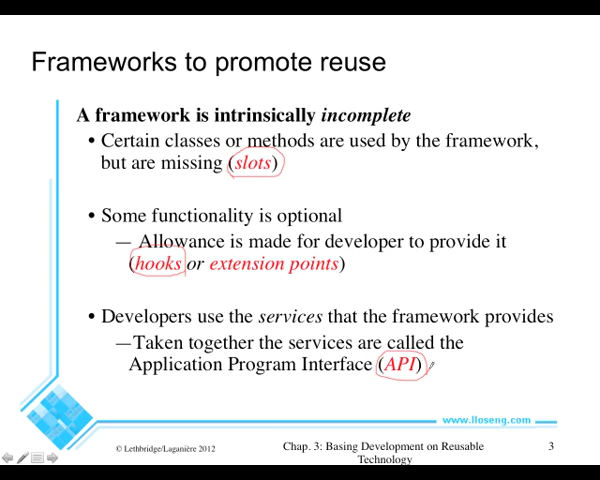 Frameworks to promote reuse
A framework is intrinsically incomplete
• Certain classes or methods are used by the framework,
but are missing (slots)
• Some functionality is optional
— Allowance is made for developer to provide it
(hooks or extension points)
• Developers use the services that the framework provides
—Taken together the services are called the
Application Program Interface (API)
www.lloseng.com
© Lethbridge/Laganière 2012
Chap. 3: Basing Development on Reusable
Technology
3